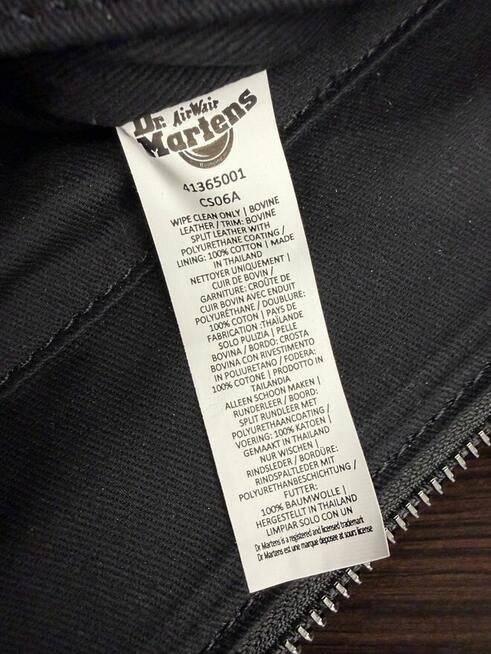 Dr. AirWair
Martens
41365001
CS06A
WIPE CLEAN ONLY | BOVINE
LEATHER / TRIM: BOVINE
SPLIT LEATHER WITH
POLYURETHANE COATING /
LINING: 100% COTTON | MADE
IN THAILAND
NETTOYER UNIQUEMENT |
CUIR DE BOVIN /
GARNITURE: CROÛTE DE
CUIR BOVIN AVEC ENDUIT
POLYURÉTHANE / DOUBLURE:
100% COTON | PAYS DE
FABRICATION :THAÏLANDE
SOLO PULIZIA | PELLE
BOVINA / BORDO: CROSTA
BOVINA CON RIVESTIMENTO
IN POLIURETANO / FODERA:
100% COTONE | PRODOTTO IN
TAILANDIA
ALLEEN SCHOON MAKEN |
RUNDERLEER / BOORD:
SPLIT RUNDLEER MET
POLYURETHAANCOATING /
VOERING: 100% KATOEN |
GEMAAKT IN THAILAND
NUR WISCHEN |
RINDSLEDER / BORDÜRE:
RINDSPALTLEDER MIT
POLYURETHANBESCHICHTUNG /
FUTTER:
100% BAUMWOLLE |
HERGESTELLT IN THAILAND
LIMPIAR SOLO CON UN
Dr Martens is a registered and licensed trademark
Dr Martens est une marque deposee at sours license